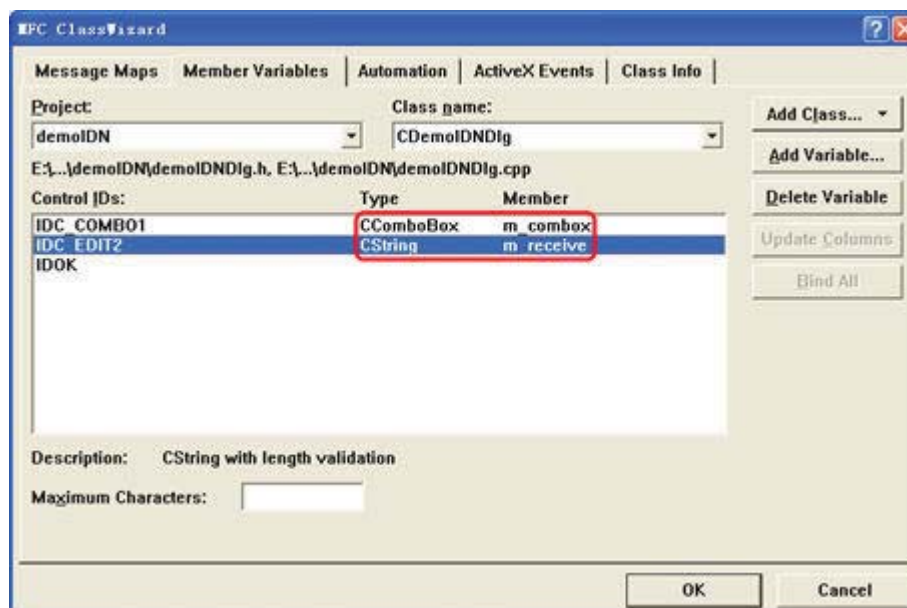 MFC ClassWizard
Message Maps Member Variables Automation ActiveX Events Class Info
Project: Class name:
demoIDN CDemoIDNDlg
Add Class...
E:\...\demoIDN\demoIDNDlg.h, E:\...\demoIDN\demoIDNDlg.cpp
Add Variable...
Control IDs: Type Member
Delete Variable
IDC_COMBO1 CComboBox m_combox
IDC_EDIT2 CString m_receive
Update Columns
IDOK
Bind All
Description: CString with length validation
Maximum Characters:
OK Cancel